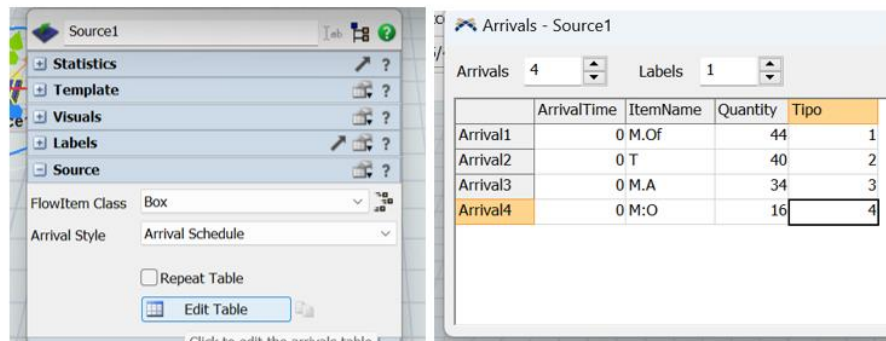 Source1
Statistics
Template
Visuals
Labels
Source
FlowItem Class Box
Arrival Style Arrival Schedule
Repeat Table
Edit Table
Click to edit the arrivals table
Arrivals - Source1
Arrivals 4 Labels 1
ArrivalTime ItemName Quantity Tipo
Arrival1 0 M.Of 44 1
Arrival2 0 T 40 2
Arrival3 0 M.A 34 3
Arrival4 0 M:O 16 4